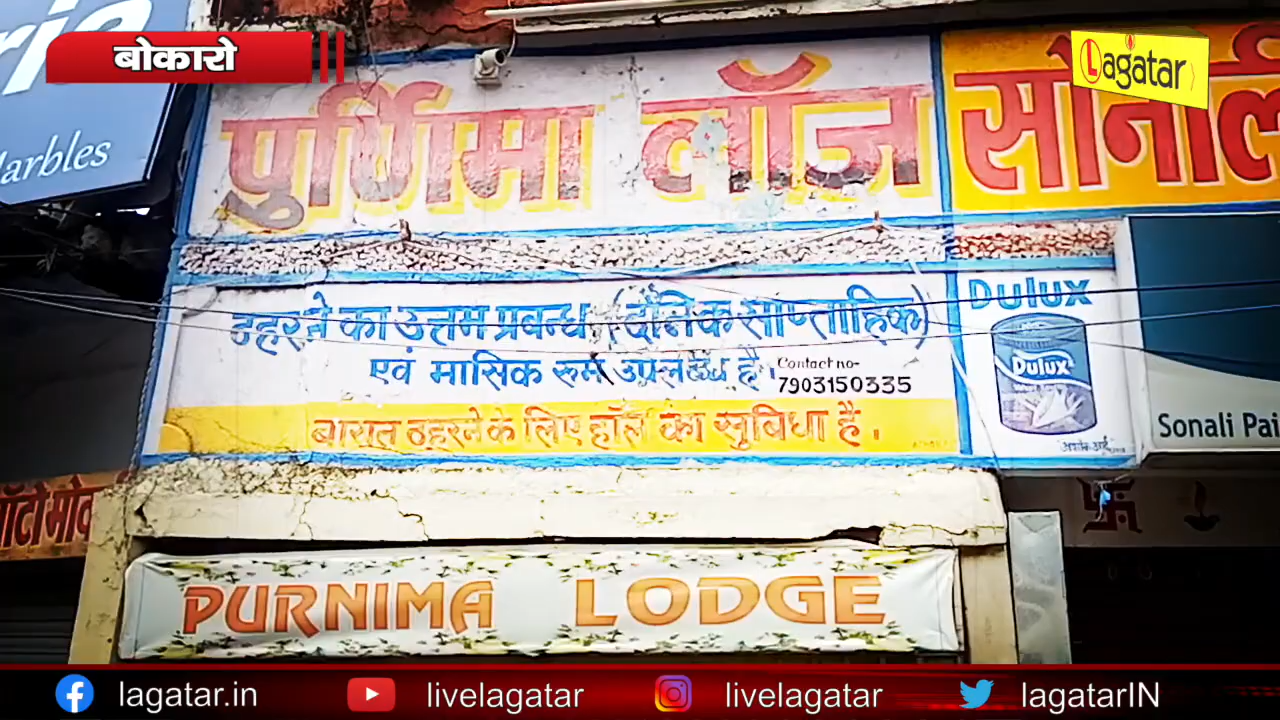 बोकारो
Lagatar
Marbles
पुर्णिमा लॉज
सोनाली
ठहरने का उत्तम प्रबन्ध (दैनिक साप्ताहिक)
एवं मासिक रूम उपलब्ध है।
Contact no-
7903150335
बारात ठहरने के लिए हॉल का सुबिधा है।
Dulux
Dulux
Sonali Pai
PURNIMA LODGE
lagatar.in
livelagatar
livelagatar
lagatarIN